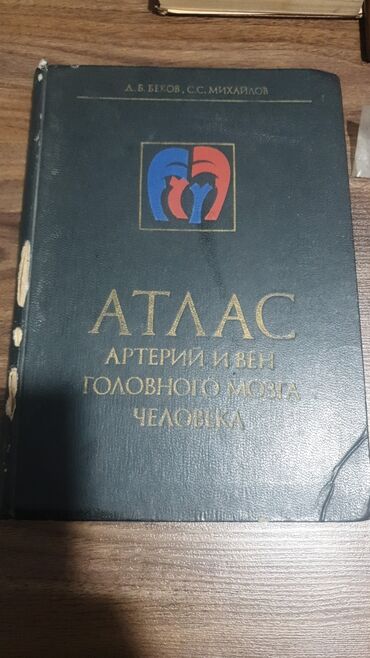 Д. Б. БЕКОВ, С.С. МИХАЙЛОВ
АТЛАС
АРТЕРИЙ И ВЕН
ГОЛОВНОГО МОЗГА
ЧЕЛОВЕКА